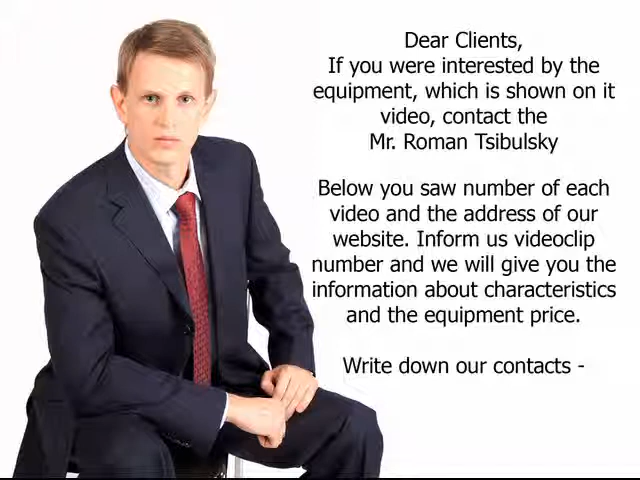 Dear Clients,
If you were interested by the
equipment, which is shown on it
video, contact the
Mr. Roman Tsibulsky
Below you saw number of each
video and the address of our
website. Inform us videoclip
number and we will give you the
information about characteristics
and the equipment price.
Write down our contacts -